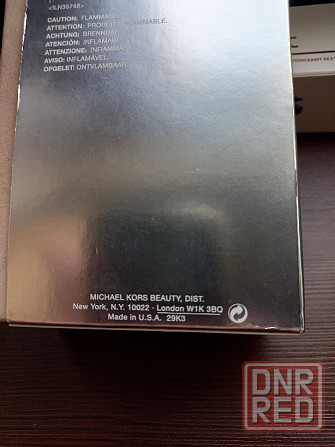 <ILN36748>
CAUTION: FLAMMABLE
ATTENTION: PRODUIT INFLAMMABLE.
ACHTUNG: BRENNBAR
ATENCIÓN: INFLAMABLE
ATTENZIONE: INFIAMMABILE
AVISO: INFLAMÁVEL
OPGELET: ONTVLAMBAAR
MICHAEL KORS BEAUTY, DIST.
New York, N.Y. 10022 · London W1K 3BQ
Made in U.S.A. 29K3
DNR
RED